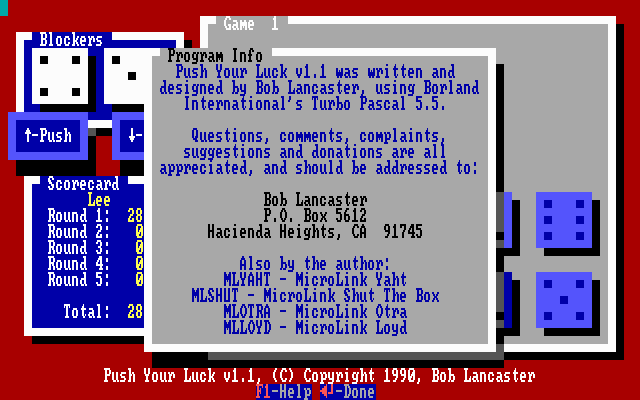 Game 1
Blockers
↑-Push
↓-
Scorecard
Lee
Round 1: 28
Round 2: 0
Round 3: 0
Round 4: 0
Round 5: 0
Total: 28
Program Info
Push Your Luck v1.1 was written and
designed by Bob Lancaster, using Borland
International's Turbo Pascal 5.5.
Questions, comments, complaints,
suggestions and donations are all
appreciated, and should be addressed to:
Bob Lancaster
P.O. Box 5612
Hacienda Heights, CA 91745
Also by the author:
MLYAHT - MicroLink Yaht
MLSHUT - MicroLink Shut The Box
MLOTRA - MicroLink Otra
MLLOYD - MicroLink Loyd
Push Your Luck v1.1, (C) Copyright 1990, Bob Lancaster
F1-Help ↵-Done